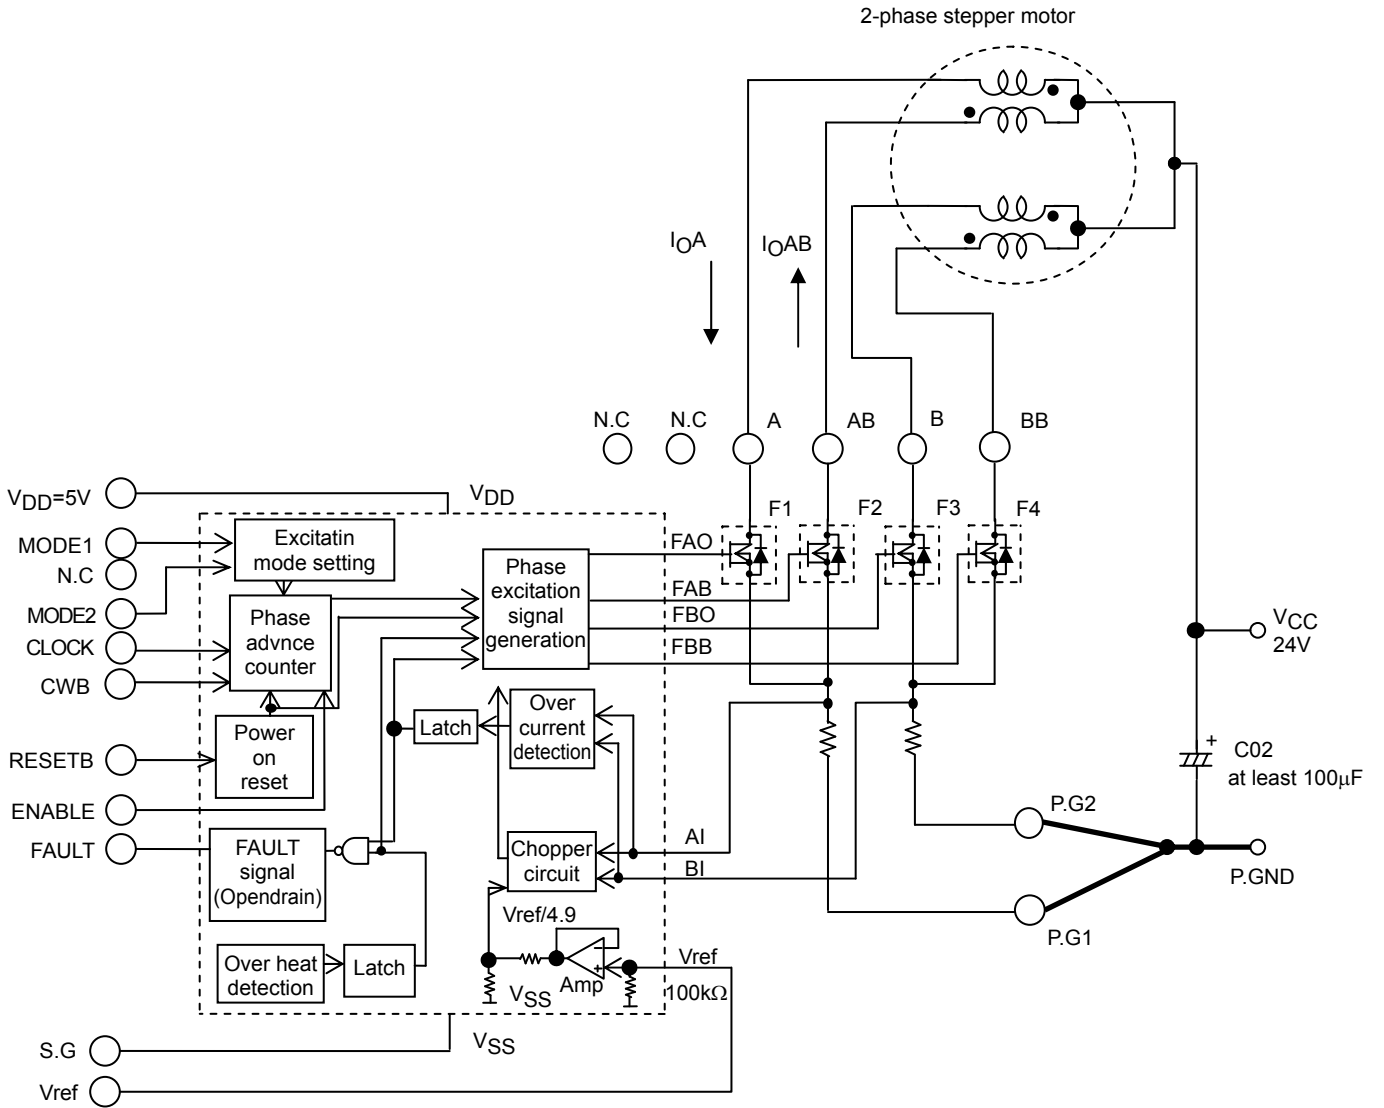 2-phase stepper motor
IOA
IOAB
N.C
N.C
A
AB
B
BB
VDD=5V
VDD
F1
F2
F3
F4
MODE1
N.C
MODE2
CLOCK
CWB
RESETB
ENABLE
FAULT
Excitatin
mode setting
Phase
advnce
counter
Phase
excitation
signal
generation
FAO
FAB
FBO
FBB
VCC
24V
Power
on
reset
Latch
Over
current
detection
+
C02
at least 100μF
FAULT
signal
(Opendrain)
Chopper
circuit
AI
BI
P.G2
P.GND
P.G1
Vref/4.9
Over heat
detection
Latch
VSS
Amp
−
+
Vref
100kΩ
S.G
VSS
Vref